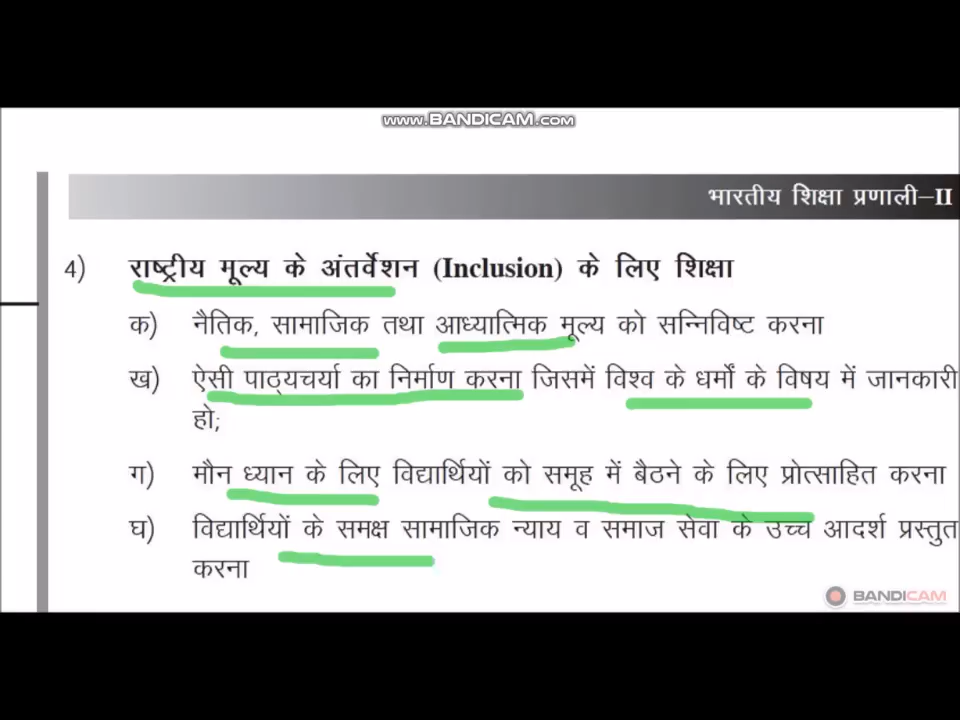 www.BANDICAM.com
भारतीय शिक्षा प्रणाली–II
4) राष्ट्रीय मूल्य के अंतर्वेशन (Inclusion) के लिए शिक्षा
क) नैतिक, सामाजिक तथा आध्यात्मिक मूल्य को सन्निविष्ट करना
ख) ऐसी पाठ्यचर्या का निर्माण करना जिसमें विश्व के धर्मों के विषय में जानकारी
हो;
ग) मौन ध्यान के लिए विद्यार्थियों को समूह में बैठने के लिए प्रोत्साहित करना
घ) विद्यार्थियों के समक्ष सामाजिक न्याय व समाज सेवा के उच्च आदर्श प्रस्तुत
करना
BANDICAM